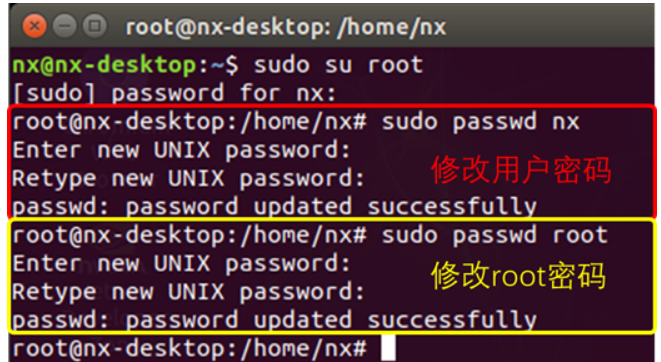 root@nx-desktop: /home/nx
nx@nx-desktop:~$ sudo su root
[sudo] password for nx:
root@nx-desktop:/home/nx# sudo passwd nx
Enter new UNIX password:
Retype new UNIX password:
修改用户密码
passwd: password updated successfully
root@nx-desktop:/home/nx# sudo passwd root
Enter new UNIX password:
修改root密码
Retype new UNIX password:
passwd: password updated successfully
root@nx-desktop:/home/nx#